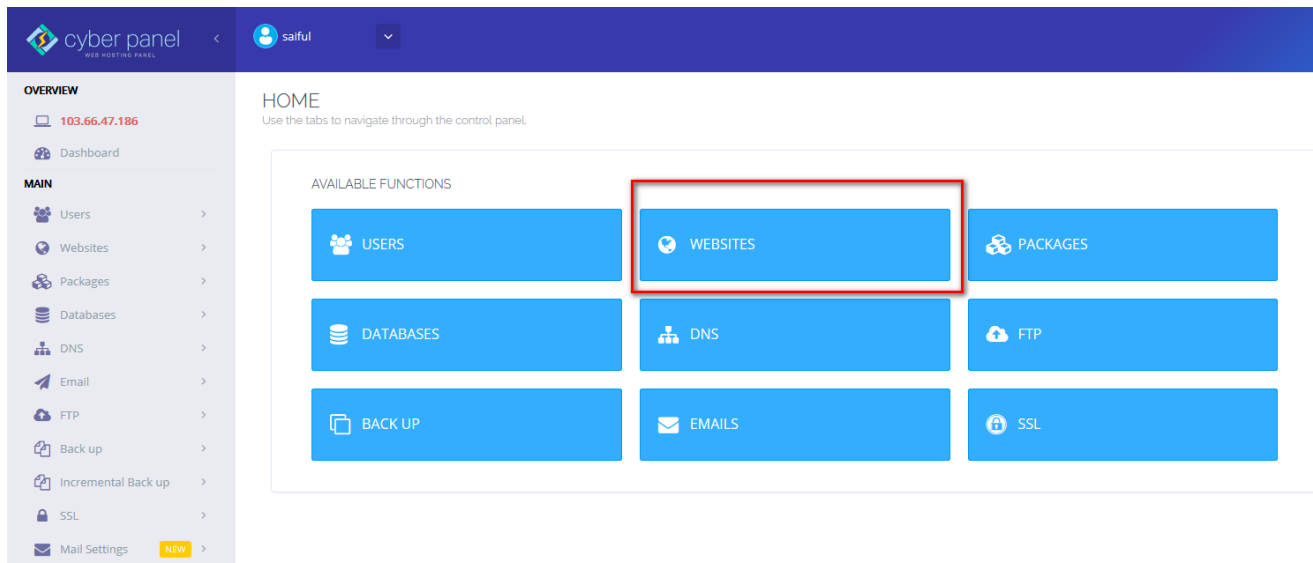 cyber panel
WEB HOSTING PANEL
saiful
OVERVIEW
103.66.47.186
Dashboard
MAIN
Users
Websites
Packages
Databases
DNS
Email
FTP
Back up
Incremental Back up
SSL
Mail Settings NEW
HOME
Use the tabs to navigate through the control panel.
AVAILABLE FUNCTIONS
USERS
WEBSITES
PACKAGES
DATABASES
DNS
FTP
BACK UP
EMAILS
SSL